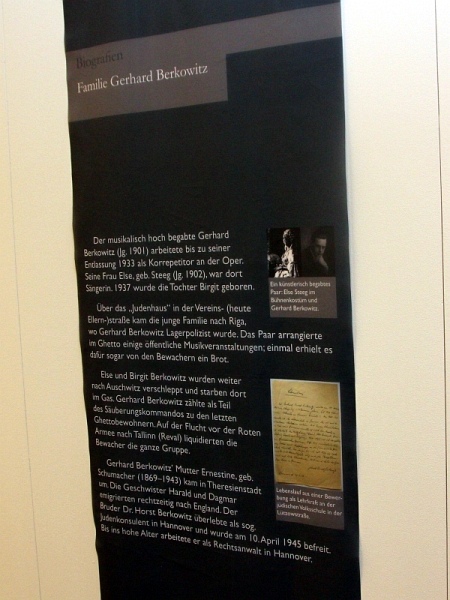 Biografien
Familie Gerhard Berkowitz
Der musikalisch hoch begabte Gerhard
Berkowitz (Jg. 1901) arbeitete bis zu seiner
Entlassung 1933 als Korrepetitor an der Oper.
Seine Frau Else, geb. Steeg (Jg. 1902), war dort
Sängerin. 1937 wurde die Tochter Birgit geboren.
Über das „Judenhaus" in der Vereins- (heute
Ellern-)straße kam die junge Familie nach Riga,
wo Gerhard Berkowitz Lagerpolizist wurde. Das Paar arrangierte
im Ghetto einige öffentliche Musikveranstaltungen; einmal erhielt es
dafür sogar von den Bewachern ein Brot.
Else und Birgit Berkowitz wurden weiter
nach Auschwitz verschleppt und starben dort
im Gas. Gerhard Berkowitz zählte als Teil
des Säuberungskommandos zu den letzten
Ghettobewohnern. Auf der Flucht vor der Roten
Armee nach Tallinn (Reval) liquidierten die
Bewacher die ganze Gruppe.
Gerhard Berkowitz' Mutter Ernestine, geb.
Schumacher (1869–1943) kam in Theresienstadt
um. Die Geschwister Harald und Dagmar
emigrierten rechtzeitig nach England. Der
Bruder Dr. Horst Berkowitz überlebte als sog.
Judenkonsulent in Hannover und wurde am 10. April 1945 befreit.
Bis ins hohe Alter arbeitete er als Rechtsanwalt in Hannover.
Ein künstlerisch begabtes
Paar: Else Steeg im
Bühnenkostüm und
Gerhard Berkowitz.
Lebenslauf aus einer Bewer-
bung als Lehrkraft an der
jüdischen Volksschule in der
Lützowstraße.